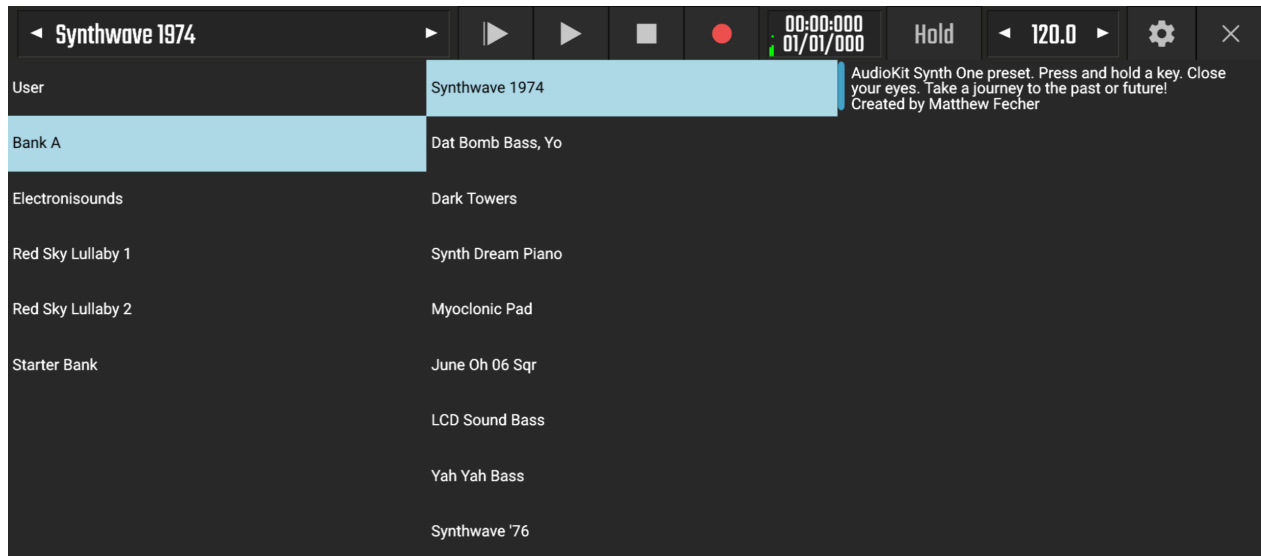 Synthwave 1974
00:00:000
01/01/000
Hold
120.0
User
Bank A
Electronisounds
Red Sky Lullaby 1
Red Sky Lullaby 2
Starter Bank
Synthwave 1974
Dat Bomb Bass, Yo
Dark Towers
Synth Dream Piano
Myoclonic Pad
June Oh 06 Sqr
LCD Sound Bass
Yah Yah Bass
Synthwave '76
AudioKit Synth One preset. Press and hold a key. Close
your eyes. Take a journey to the past or future!
Created by Matthew Fecher